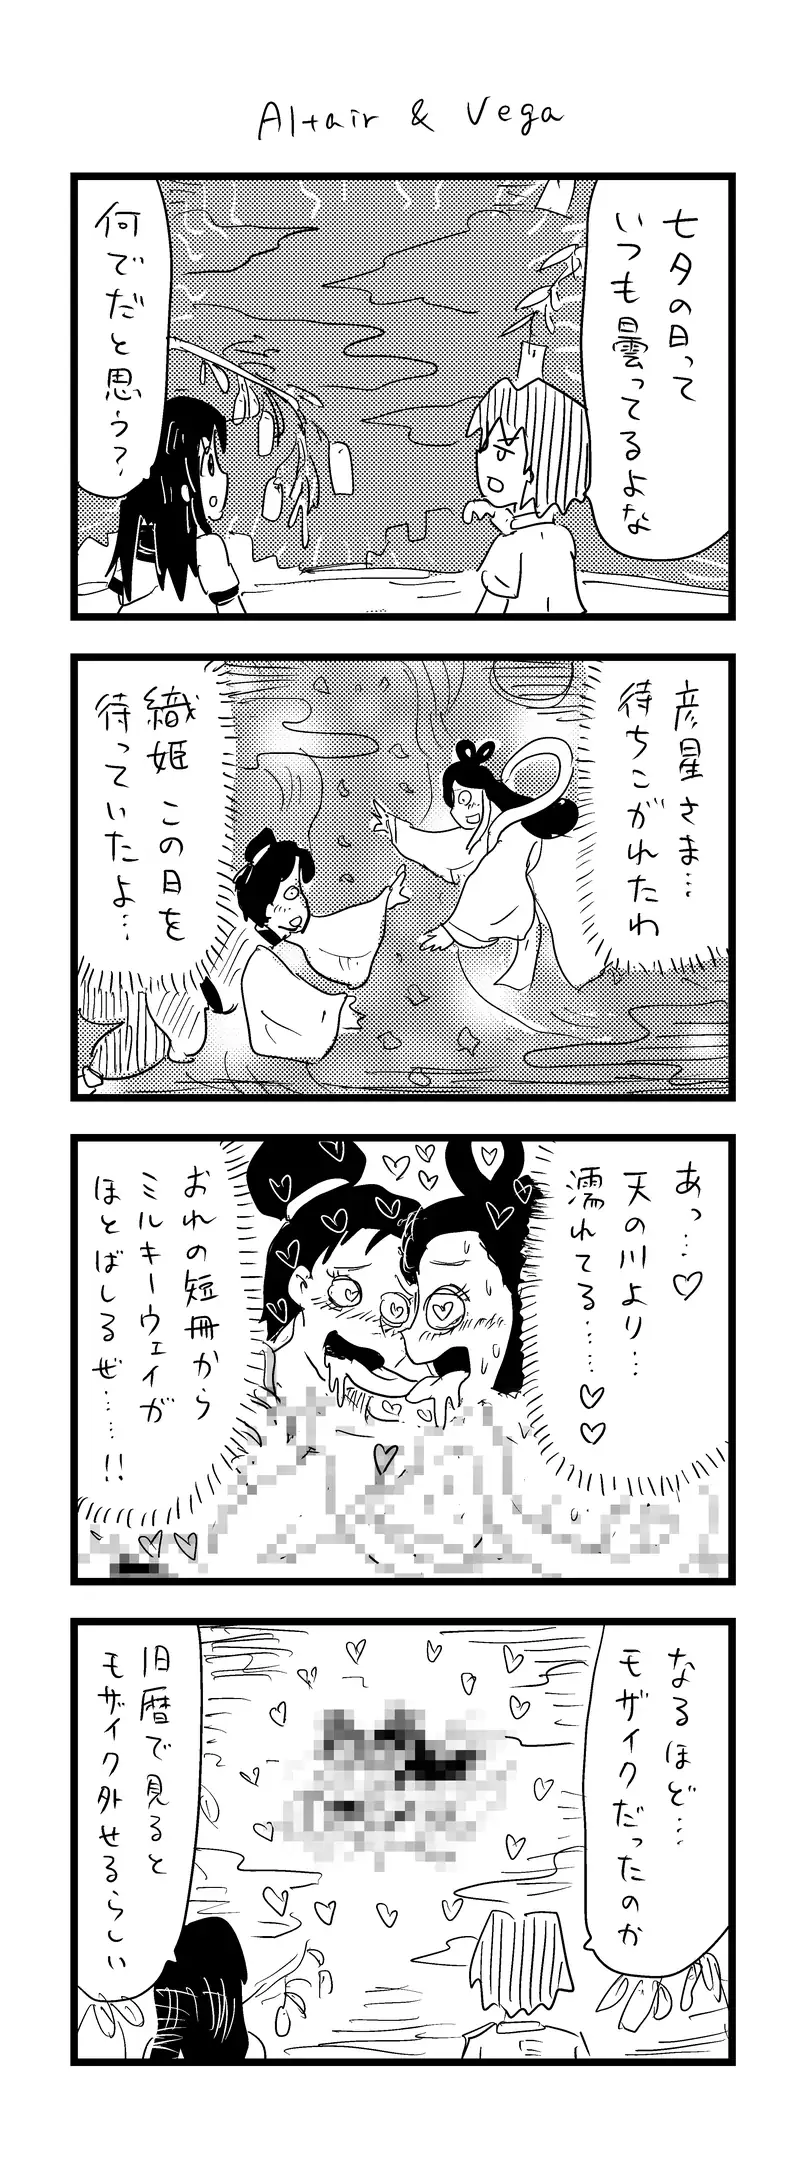 Altair & Vega
七夕の日って
いつも曇ってるよな
何でだと思う?
彦星さま…
待ちこがれたわ
織姫 この日を
待っていたよ…
あっ…♡
天の川より…
濡れてる……♡♡
おれの短冊から
ミルキーウェイが
ほとばしるぜ……!!
なるほど…
モザイクだったのか
旧暦で見ると
モザイク外せるらしい